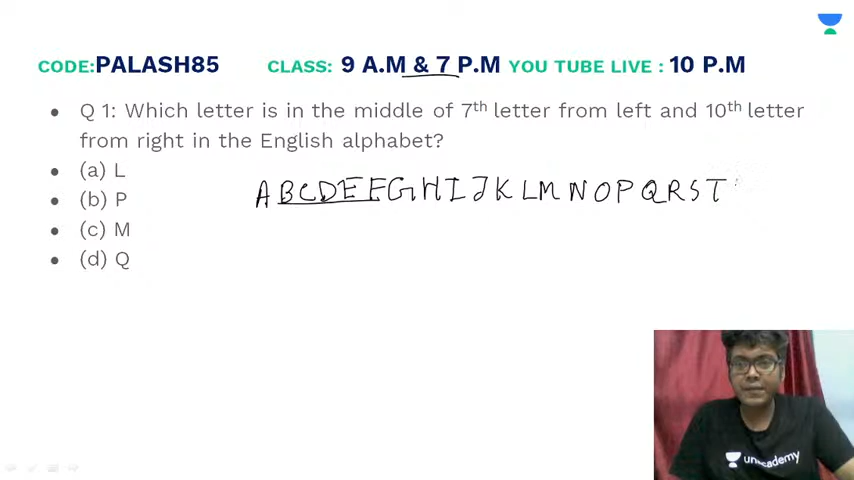 CODE:PALASH85 CLASS: 9 A.M & 7 P.M YOU TUBE LIVE : 10 P.M
• Q 1: Which letter is in the middle of 7th letter from left and 10th letter
from right in the English alphabet?
• (a) L
• (b) P
• (c) M
• (d) Q
A B C D E F G H I J K L M N O P Q R S T
unacademy